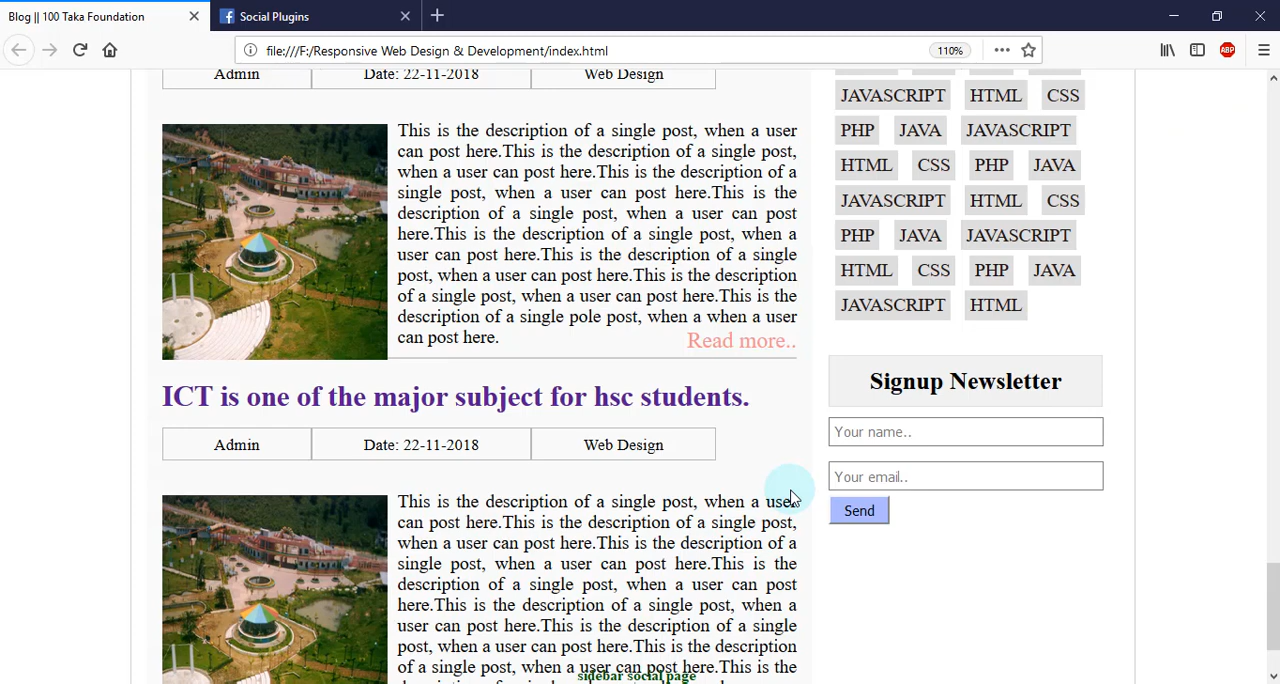 Blog || 100 Taka Foundation
Social Plugins
file:///F:/Responsive Web Design & Development/index.html
110%
ABP
Admin
Date: 22-11-2018
Web Design
This is the description of a single post, when a user
can post here.This is the description of a single post,
when a user can post here.This is the description of a
single post, when a user can post here.This is the
description of a single post, when a user can post
here.This is the description of a single post, when a
user can post here.This is the description of a single
post, when a user can post here.This is the description
of a single post, when a user can post here.This is the
description of a single pole post, when a when a user
can post here.
Read more..
ICT is one of the major subject for hsc students.
Admin
Date: 22-11-2018
Web Design
This is the description of a single post, when a user
can post here.This is the description of a single post,
when a user can post here.This is the description of a
single post, when a user can post here.This is the
description of a single post, when a user can post
here.This is the description of a single post, when a
user can post here.This is the description of a single
post, when a user can post here.This is the description
of a single post, when a user can post here.This is the
sidebar social page
JAVASCRIPT HTML CSS
PHP JAVA JAVASCRIPT
HTML CSS PHP JAVA
JAVASCRIPT HTML CSS
PHP JAVA JAVASCRIPT
HTML CSS PHP JAVA
JAVASCRIPT HTML
Signup Newsletter
Your name..
Your email..
Send